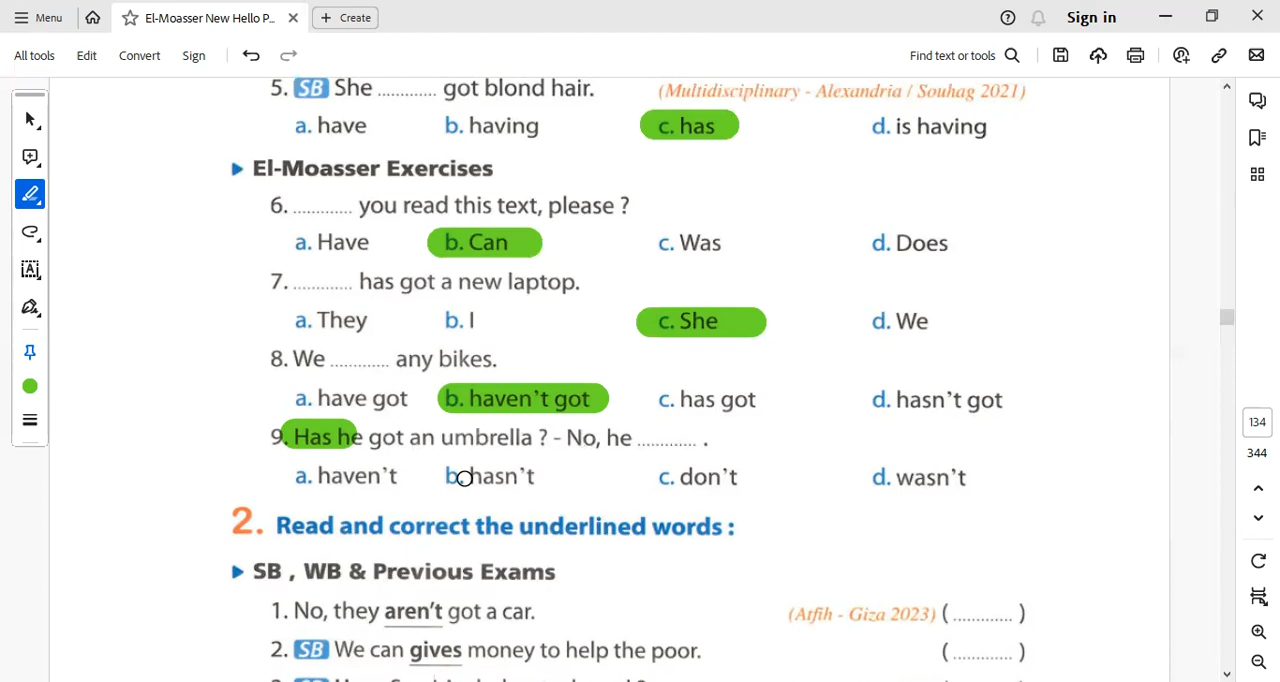 Menu El-Moasser New Hello P... Create Sign in
All tools Edit Convert Sign Find text or tools
5. SB She ............ got blond hair. (Multidisciplinary - Alexandria / Souhag 2021)
a. have b. having c. has d. is having
El-Moasser Exercises
6. ............ you read this text, please ?
a. Have b. Can c. Was d. Does
7. ............ has got a new laptop.
a. They b. I c. She d. We
8. We ............ any bikes.
a. have got b. haven't got c. has got d. hasn't got
9. Has he got an umbrella ? - No, he ............ .
a. haven't b. hasn't c. don't d. wasn't
2. Read and correct the underlined words :
SB , WB & Previous Exams
1. No, they aren't got a car. (Atfih - Giza 2023) ( ............ )
2. SB We can gives money to help the poor. ( ............ )
134
344